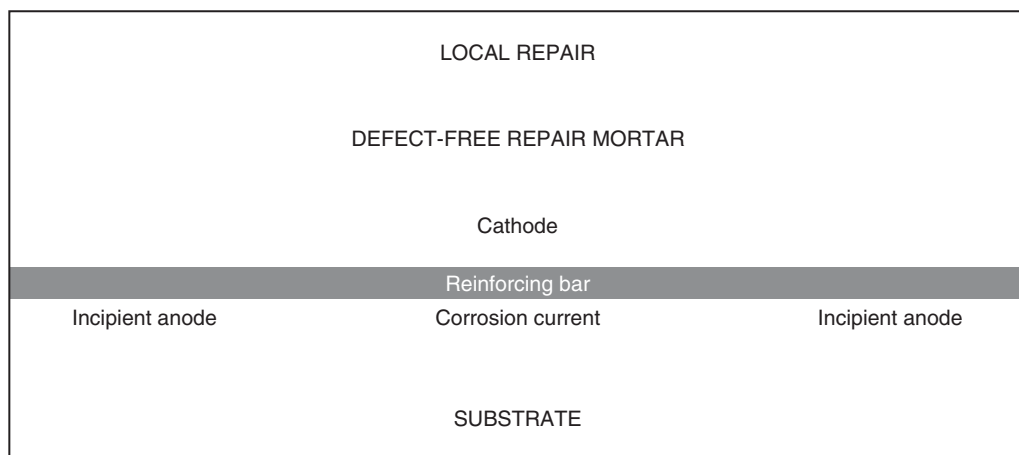 LOCAL REPAIR
DEFECT-FREE REPAIR MORTAR
Cathode
Reinforcing bar
Incipient anode Corrosion current Incipient anode
SUBSTRATE